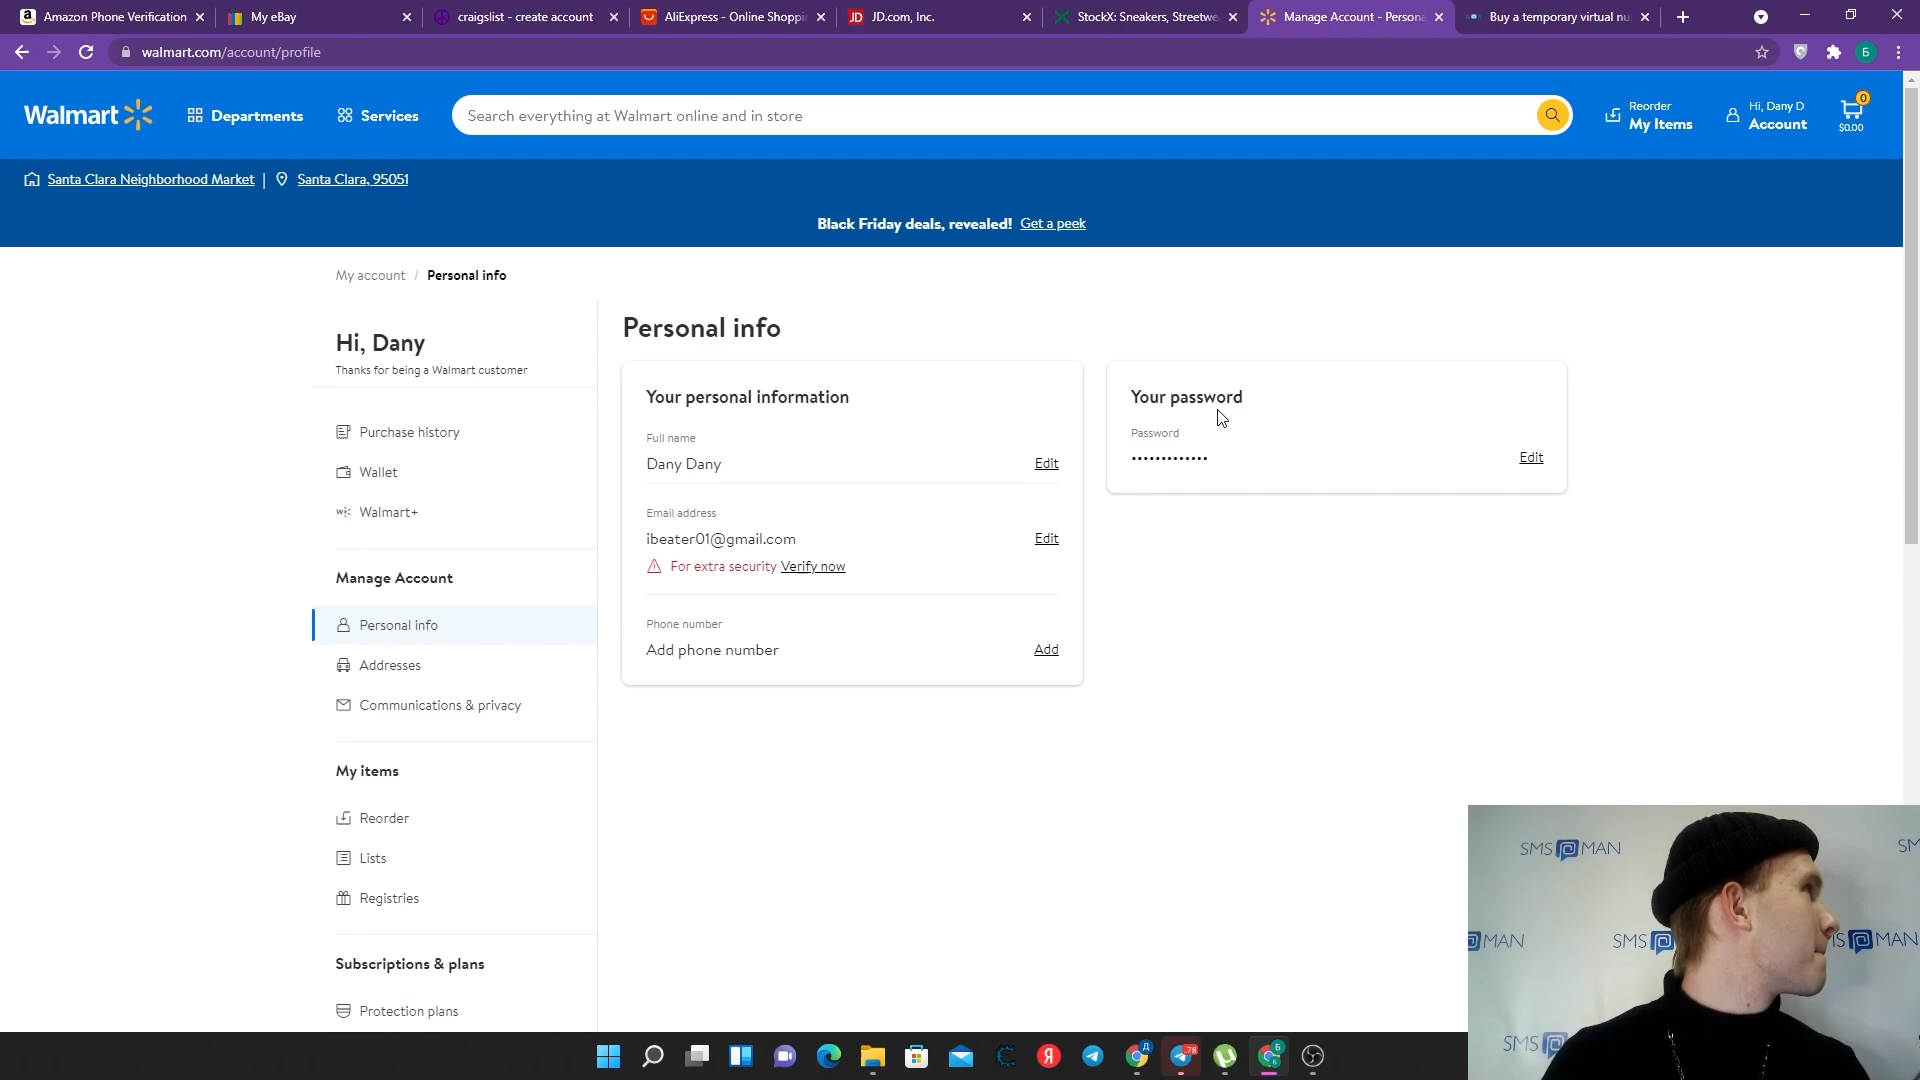 Amazon Phone Verification
My eBay
craigslist - create account
AliExpress - Online Shoppi
JD.com, Inc.
StockX: Sneakers, Streetwe
Manage Account - Persona
Buy a temporary virtual nu
walmart.com/account/profile
Б
Walmart
Departments
Services
Search everything at Walmart online and in store
Reorder
My Items
Hi, Dany D
Account
0
$0.00
Santa Clara Neighborhood Market | Santa Clara, 95051
Black Friday deals, revealed! Get a peek
My account / Personal info
Hi, Dany
Thanks for being a Walmart customer
Purchase history
Wallet
Walmart+
Manage Account
Personal info
Addresses
Communications & privacy
My items
Reorder
Lists
Registries
Subscriptions & plans
Protection plans
Personal info
Your personal information
Full name
Dany Dany
Edit
Email address
ibeater01@gmail.com
Edit
For extra security Verify now
Phone number
Add phone number
Add
Your password
Password
•••••••••••••
Edit
SMS MAN
SM
MAN
SMS
MS MAN
SMS
Я
Д
78
Б